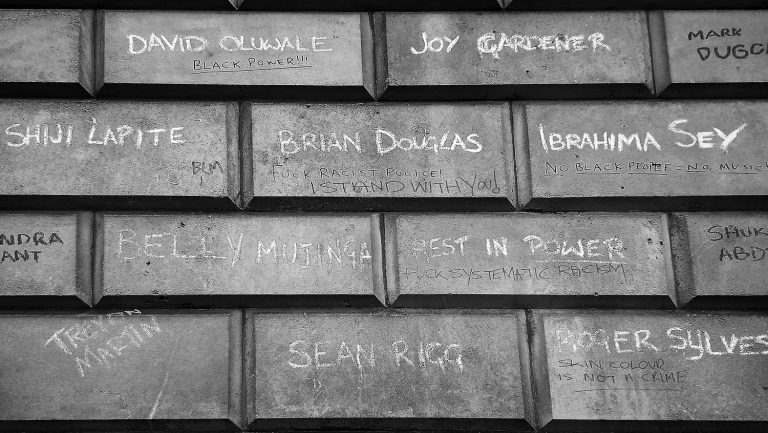 DAVID OLUWALE
BLACK POWER!!!
JOY GARDENER
MARK
DUGG
SHIJI LAPITE
BLM
BRIAN DOUGLAS
FUCK RACIST POLICE!
I STAND WITH YOU!
IBRAHIMA SEY
NO BLACK PEOPLE = NO MUSIC
NDRA
ANT
BELLY MUJINGA
REST IN POWER
FUCK SYSTEMATIC RACISM
SHUK
ABD
TREYVON
MARTIN
SEAN RIGG
ROGER SYLVES
SKIN COLOUR
IS NOT A CRIME